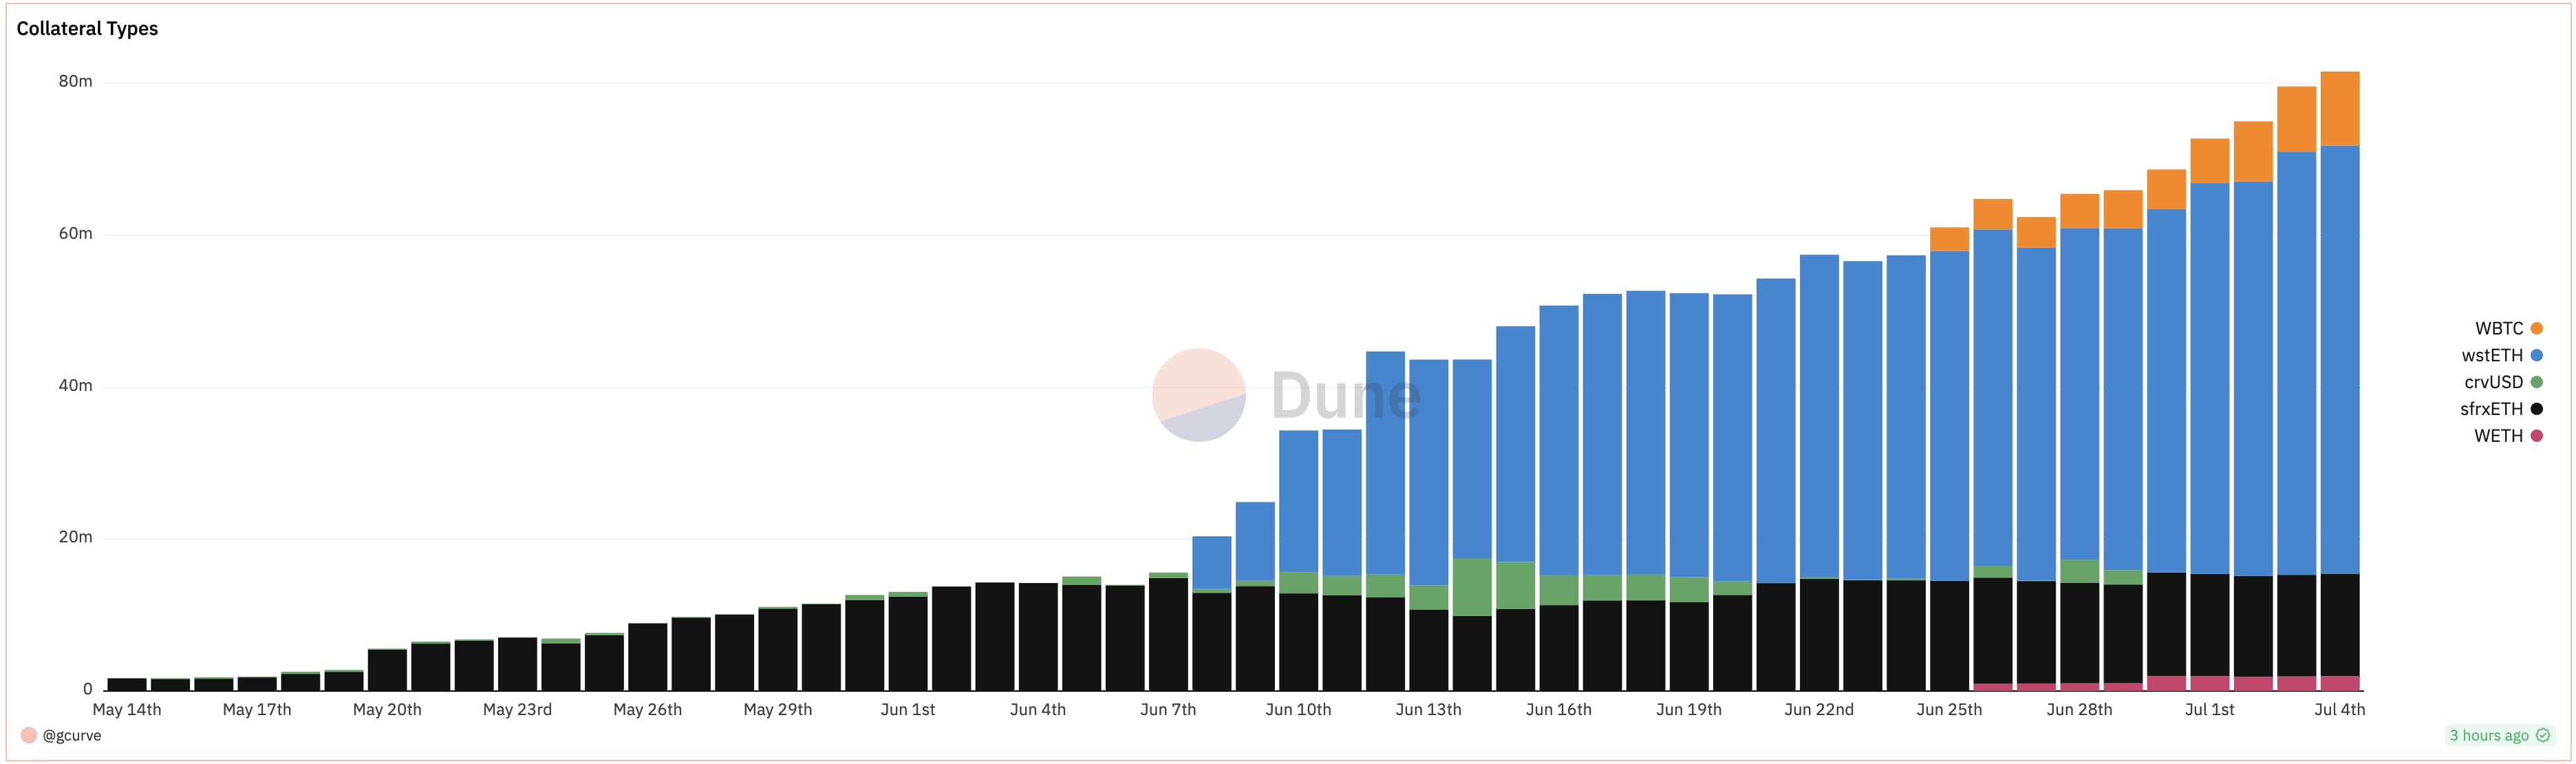 Collateral Types
80m
60m
40m
20m
0
Dune
WBTC
wstETH
crvUSD
sfrxETH
WETH
May 14th May 17th May 20th May 23rd May 26th May 29th Jun 1st Jun 4th Jun 7th Jun 10th Jun 13th Jun 16th Jun 19th Jun 22nd Jun 25th Jun 28th Jul 1st Jul 4th
@gcurve
3 hours ago